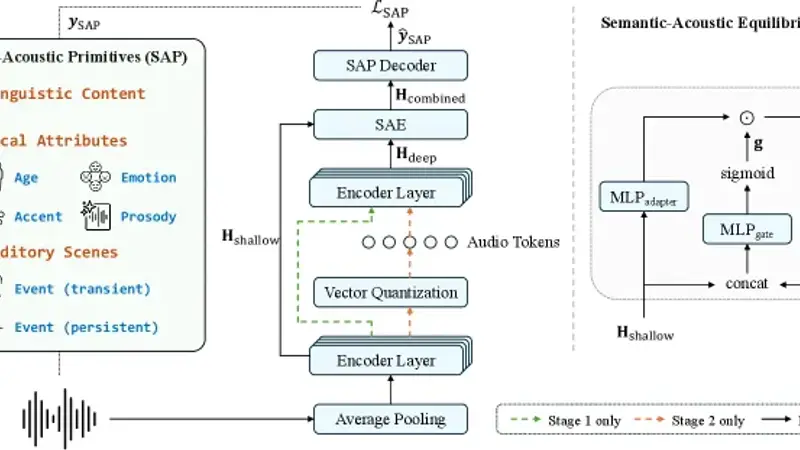 y_SAP
-Acoustic Primitives (SAP)
nguistic Content
cal Attributes
Age
Emotion
Accent
Prosody
ditory Scenes
Event (transient)
Event (persistent)
ℒ_SAP
ŷ_SAP
SAP Decoder
H_combined
SAE
H_deep
Encoder Layer
H_shallow
Audio Tokens
Vector Quantization
Encoder Layer
Average Pooling
Semantic-Acoustic Equilibri
g
sigmoid
MLP_adapter
MLP_gate
concat
H_shallow
Stage 1 only
Stage 2 only